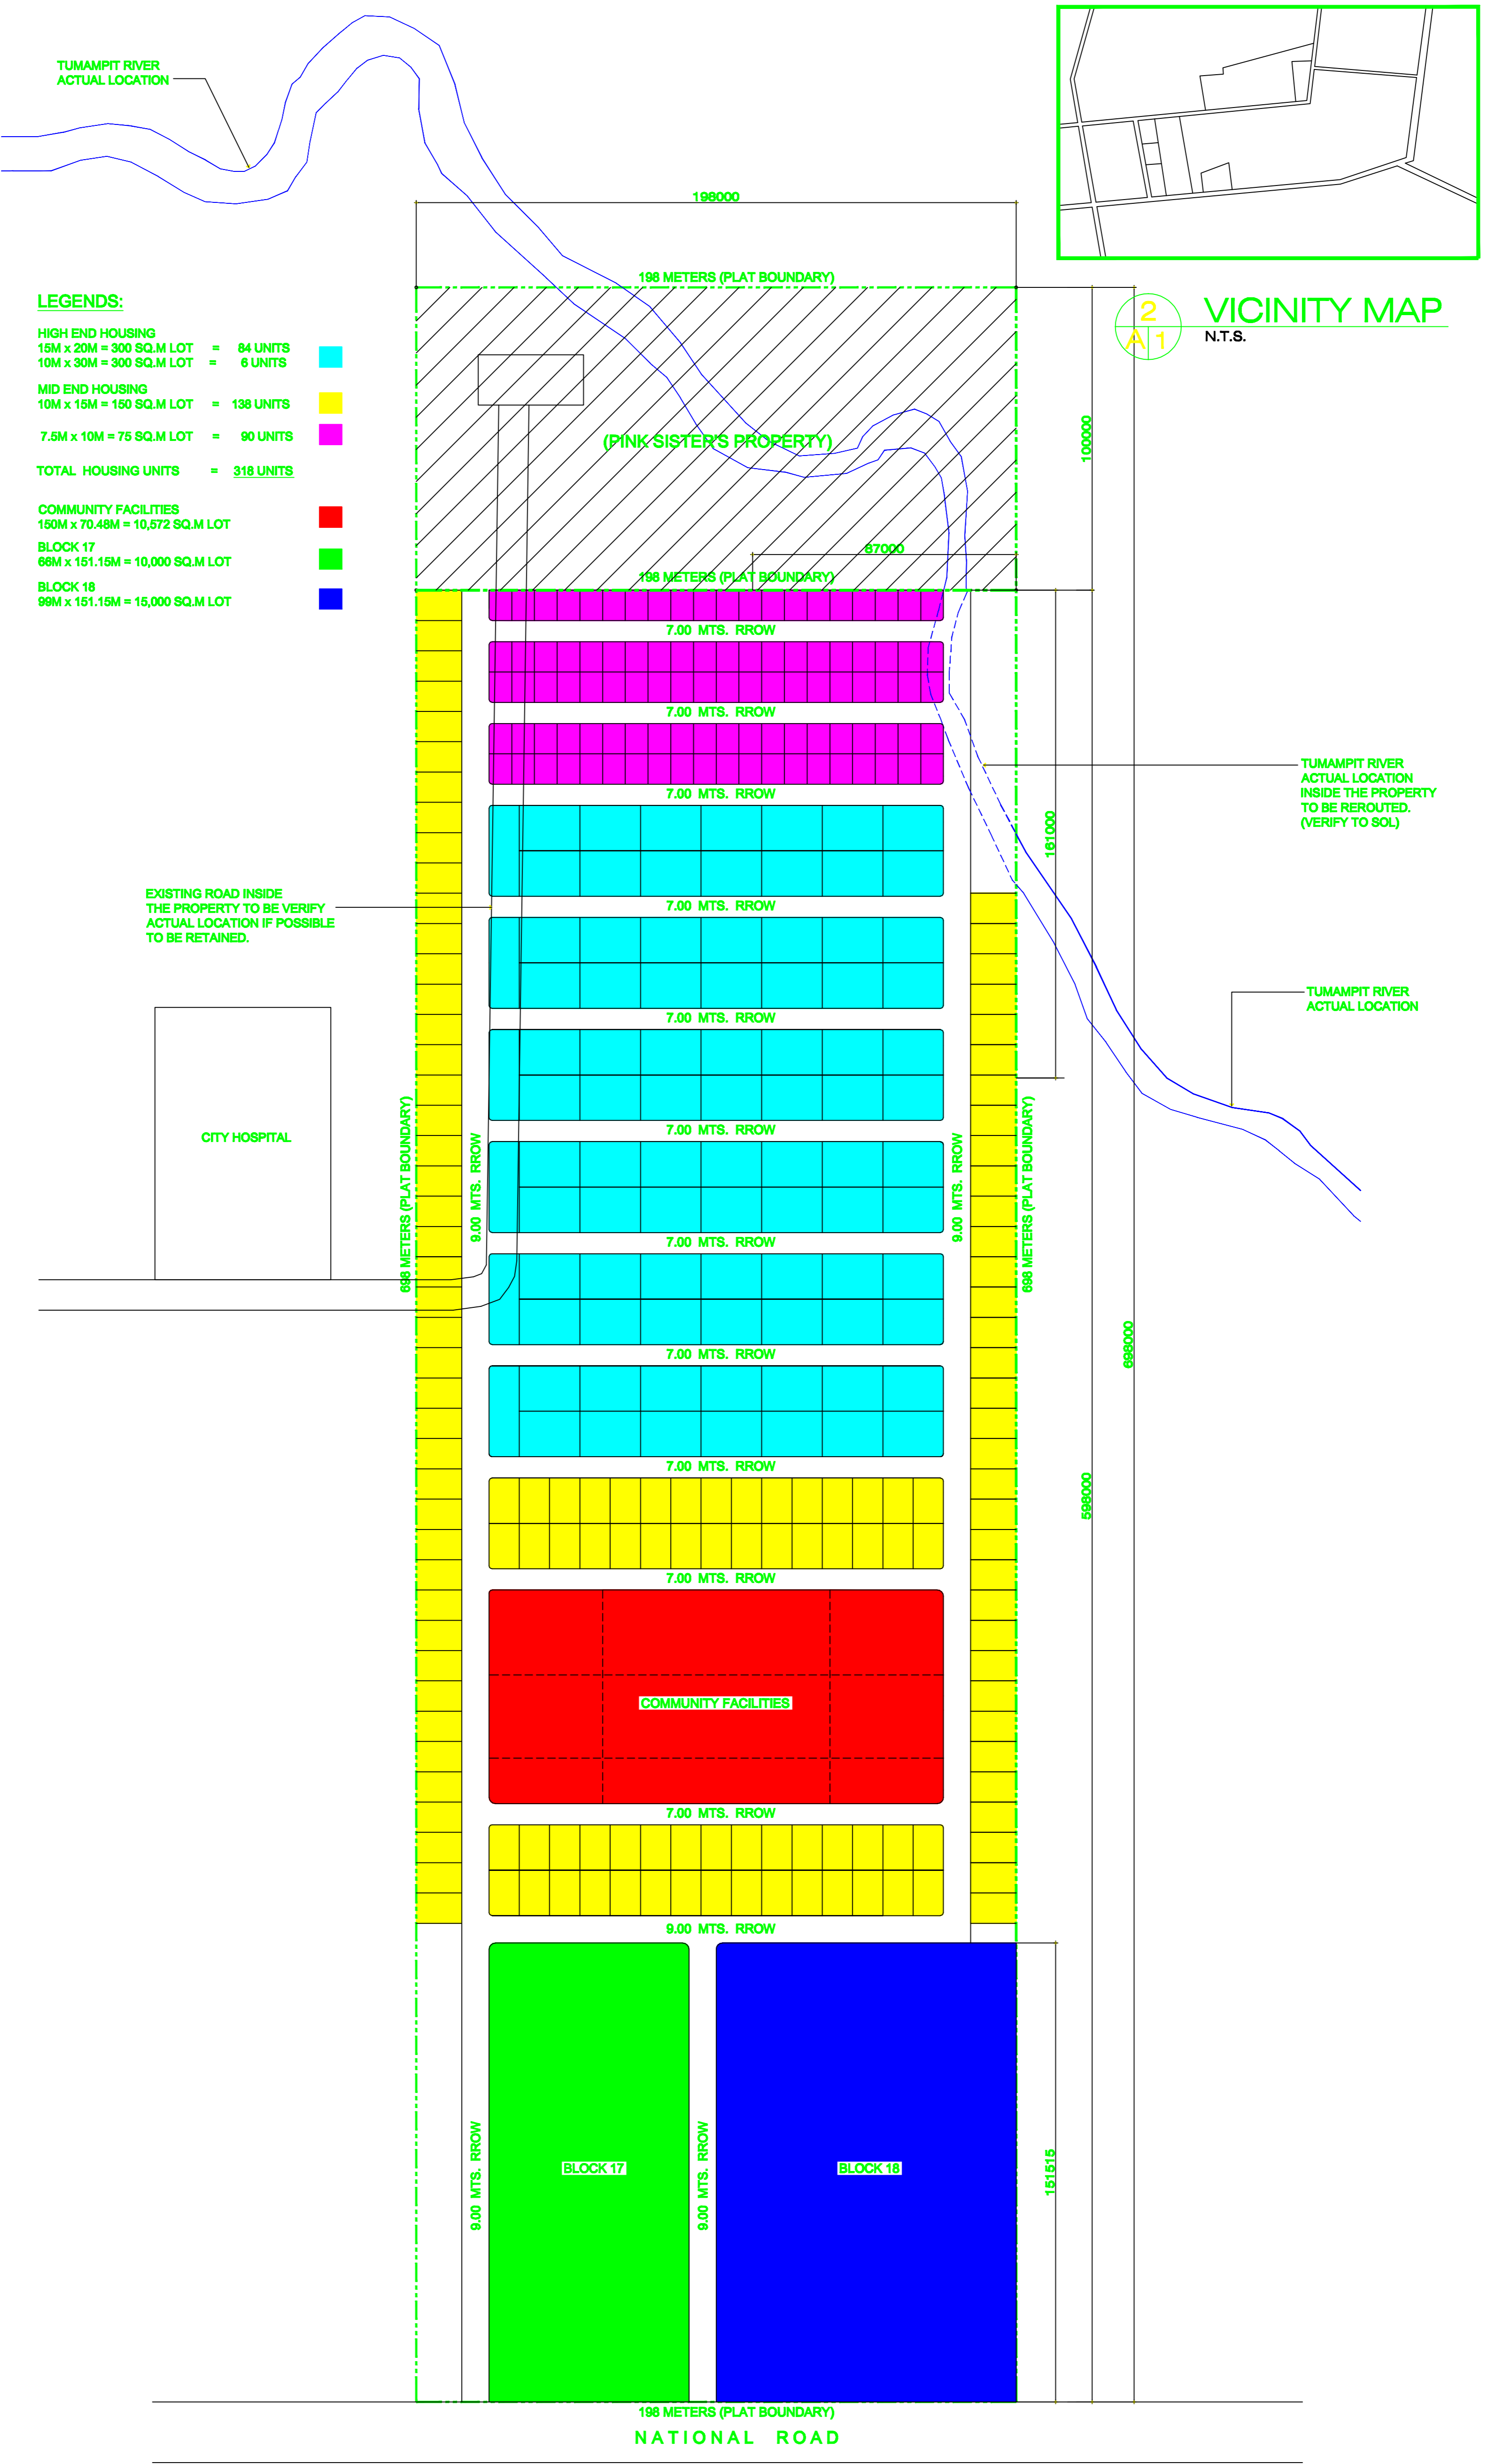 TUMAMPIT RIVER
ACTUAL LOCATION
198000
198 METERS (PLAT BOUNDARY)
LEGENDS:
HIGH END HOUSING
15M x 20M = 300 SQ.M LOT = 84 UNITS
10M x 30M = 300 SQ.M LOT = 6 UNITS
MID END HOUSING
10M x 15M = 150 SQ.M LOT = 138 UNITS
7.5M x 10M = 75 SQ.M LOT = 90 UNITS
TOTAL HOUSING UNITS = 318 UNITS
COMMUNITY FACILITIES
150M x 70.48M = 10,572 SQ.M LOT
BLOCK 17
66M x 151.15M = 10,000 SQ.M LOT
BLOCK 18
99M x 151.15M = 15,000 SQ.M LOT
2
A 1
VICINITY MAP
N.T.S.
100000
(PINK SISTER'S PROPERTY)
87000
198 METERS (PLAT BOUNDARY)
7.00 MTS. RROW
7.00 MTS. RROW
7.00 MTS. RROW
TUMAMPIT RIVER
ACTUAL LOCATION
INSIDE THE PROPERTY
TO BE REROUTED.
(VERIFY TO SOL)
161000
EXISTING ROAD INSIDE
THE PROPERTY TO BE VERIFY
ACTUAL LOCATION IF POSSIBLE
TO BE RETAINED.
7.00 MTS. RROW
TUMAMPIT RIVER
ACTUAL LOCATION
7.00 MTS. RROW
CITY HOSPITAL
698 METERS (PLAT BOUNDARY)
9.00 MTS. RROW
7.00 MTS. RROW
9.00 MTS. RROW
698 METERS (PLAT BOUNDARY)
7.00 MTS. RROW
698000
7.00 MTS. RROW
7.00 MTS. RROW
598000
7.00 MTS. RROW
COMMUNITY FACILITIES
7.00 MTS. RROW
9.00 MTS. RROW
9.00 MTS. RROW
BLOCK 17
9.00 MTS. RROW
BLOCK 18
151515
198 METERS (PLAT BOUNDARY)
NATIONAL ROAD